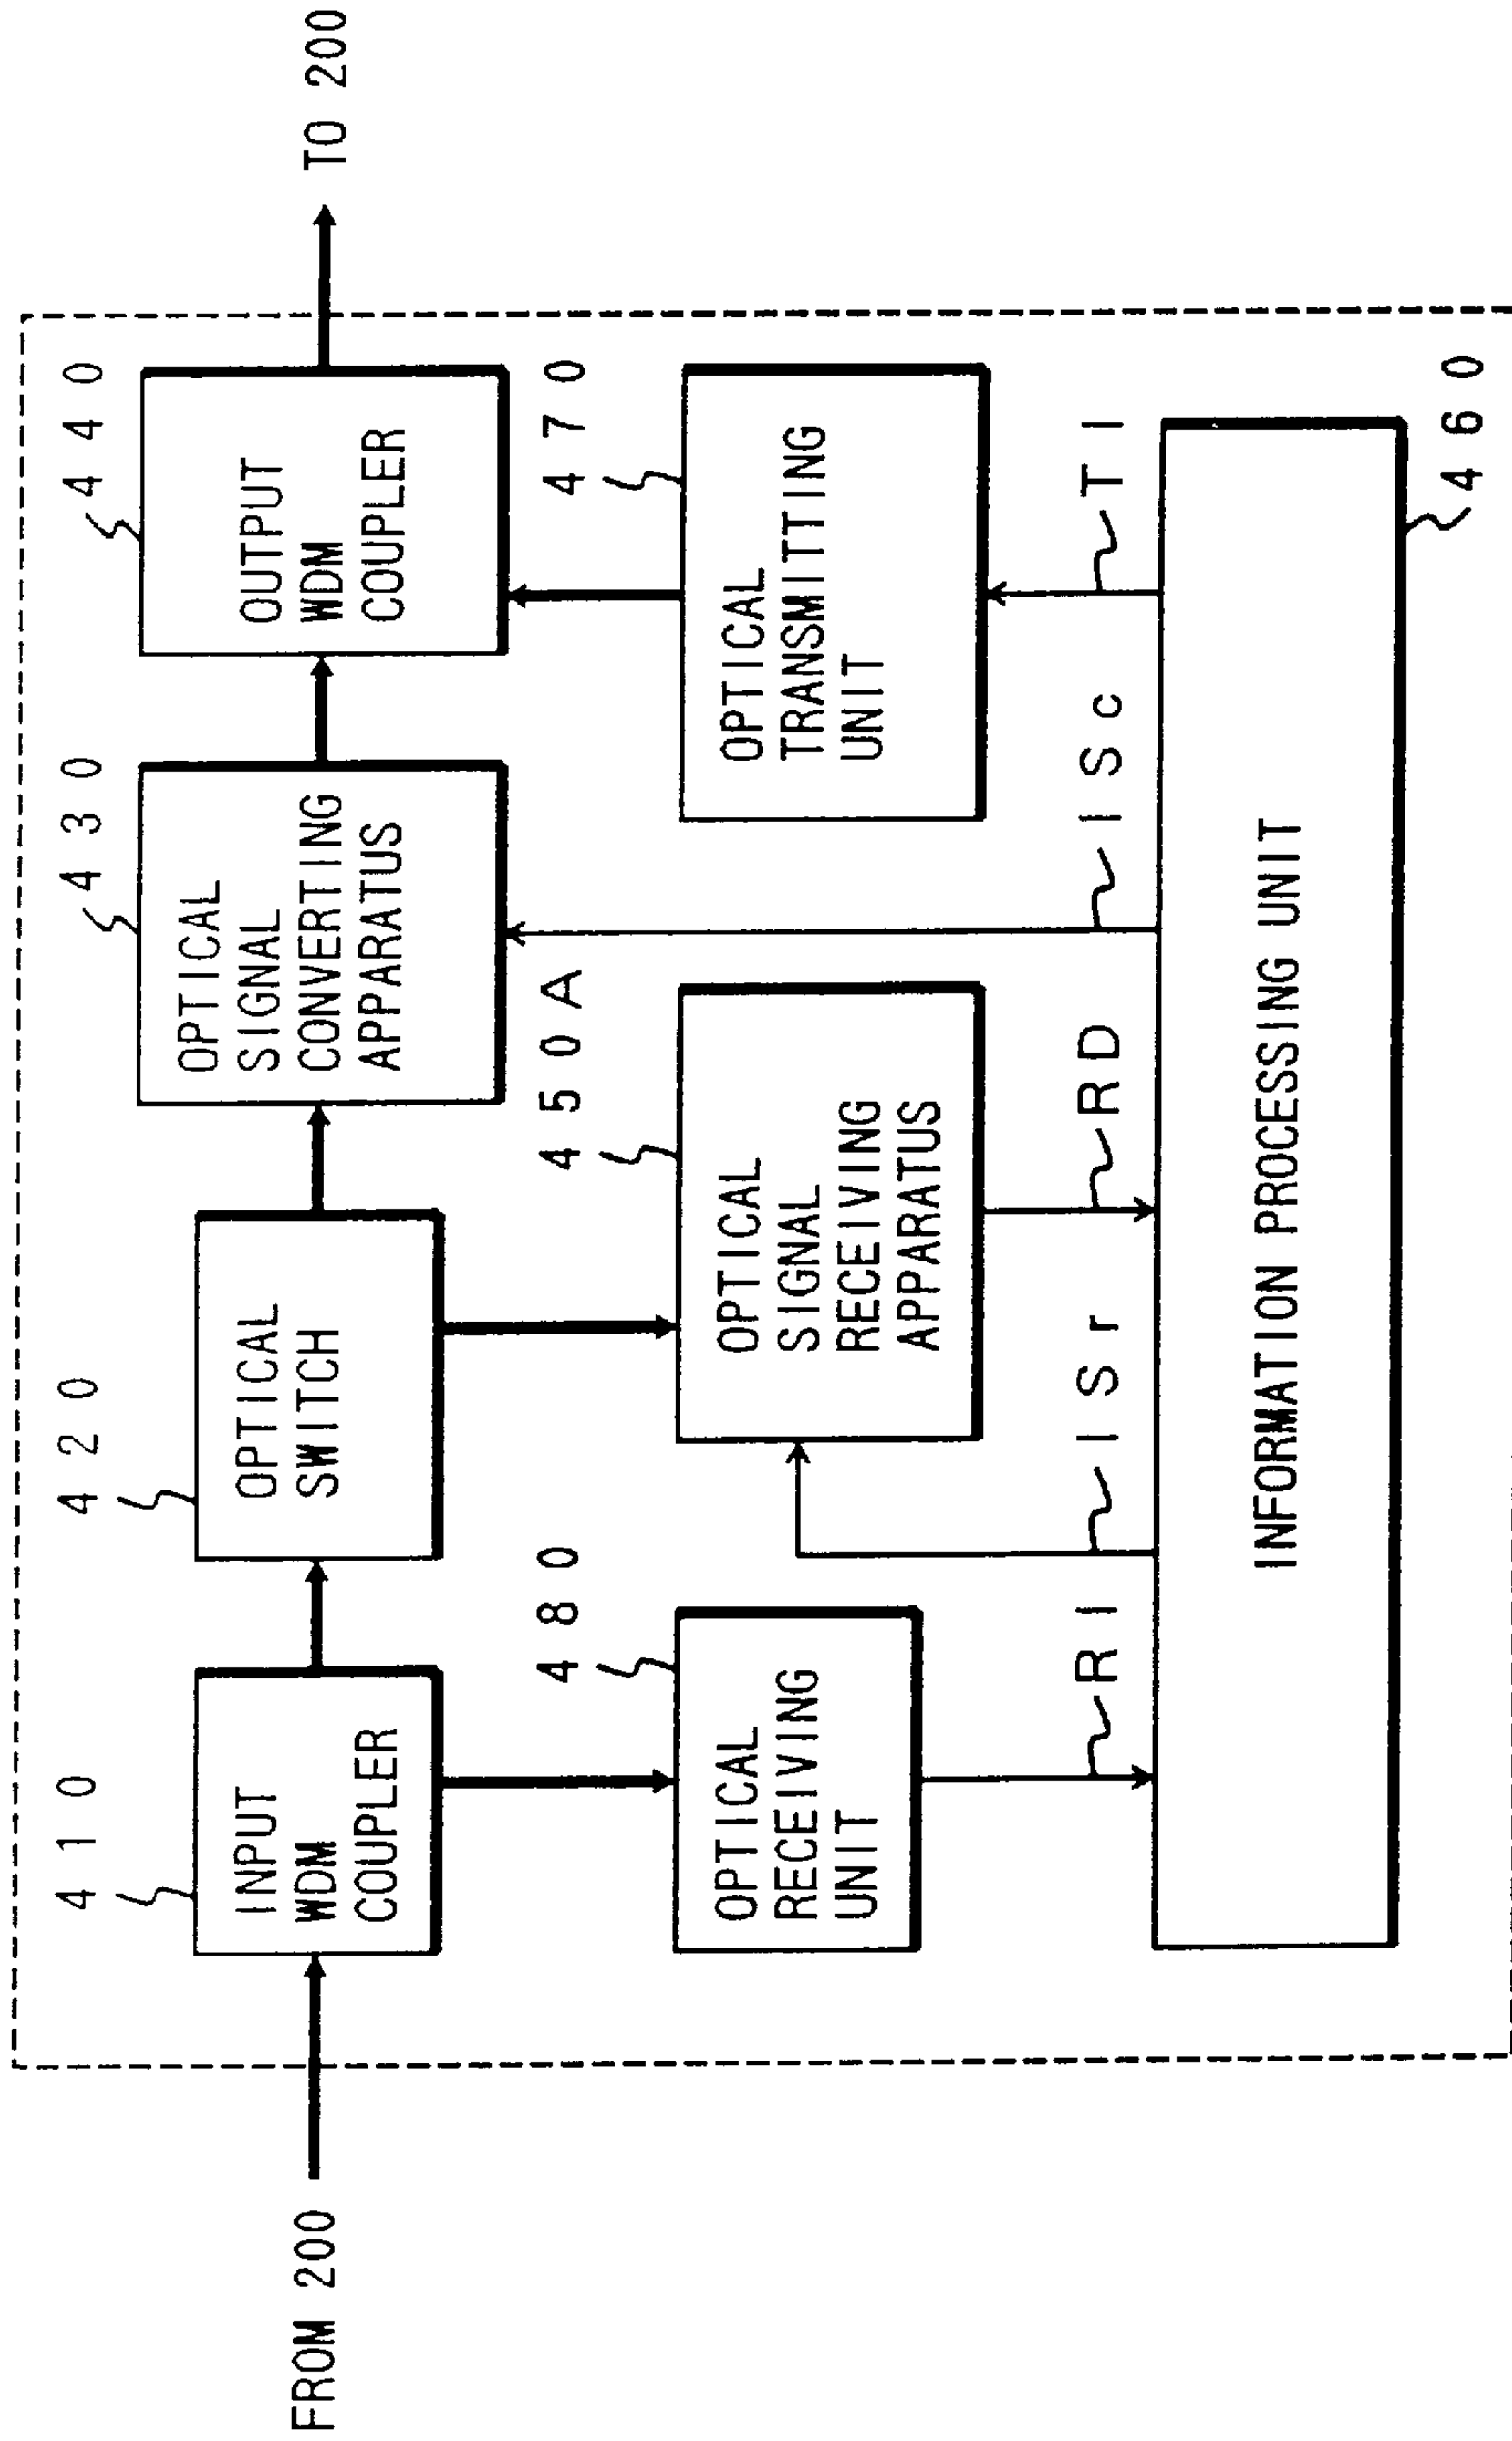 FROM 200
410
INPUT
WDM
COUPLER
420
OPTICAL
SWITCH
430
OPTICAL
SIGNAL
CONVERTING
APPARATUS
440
OUTPUT
WDM
COUPLER
TO 200
480
OPTICAL
RECEIVING
UNIT
450A
OPTICAL
SIGNAL
RECEIVING
APPARATUS
470
OPTICAL
TRANSMITTING
UNIT
RI
ISr
RD
ISc
TI
INFORMATION PROCESSING UNIT
460